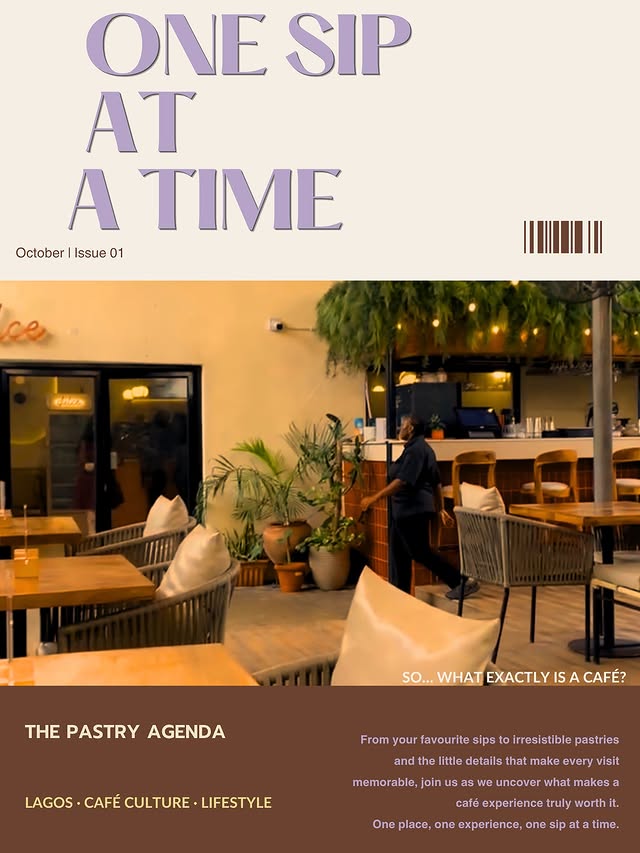 ONE SIP
AT
A TIME
October | Issue 01
SO... WHAT EXACTLY IS A CAFÉ?
THE PASTRY AGENDA
LAGOS · CAFÉ CULTURE · LIFESTYLE
From your favourite sips to irresistible pastries
and the little details that make every visit
memorable, join us as we uncover what makes a
café experience truly worth it.
One place, one experience, one sip at a time.